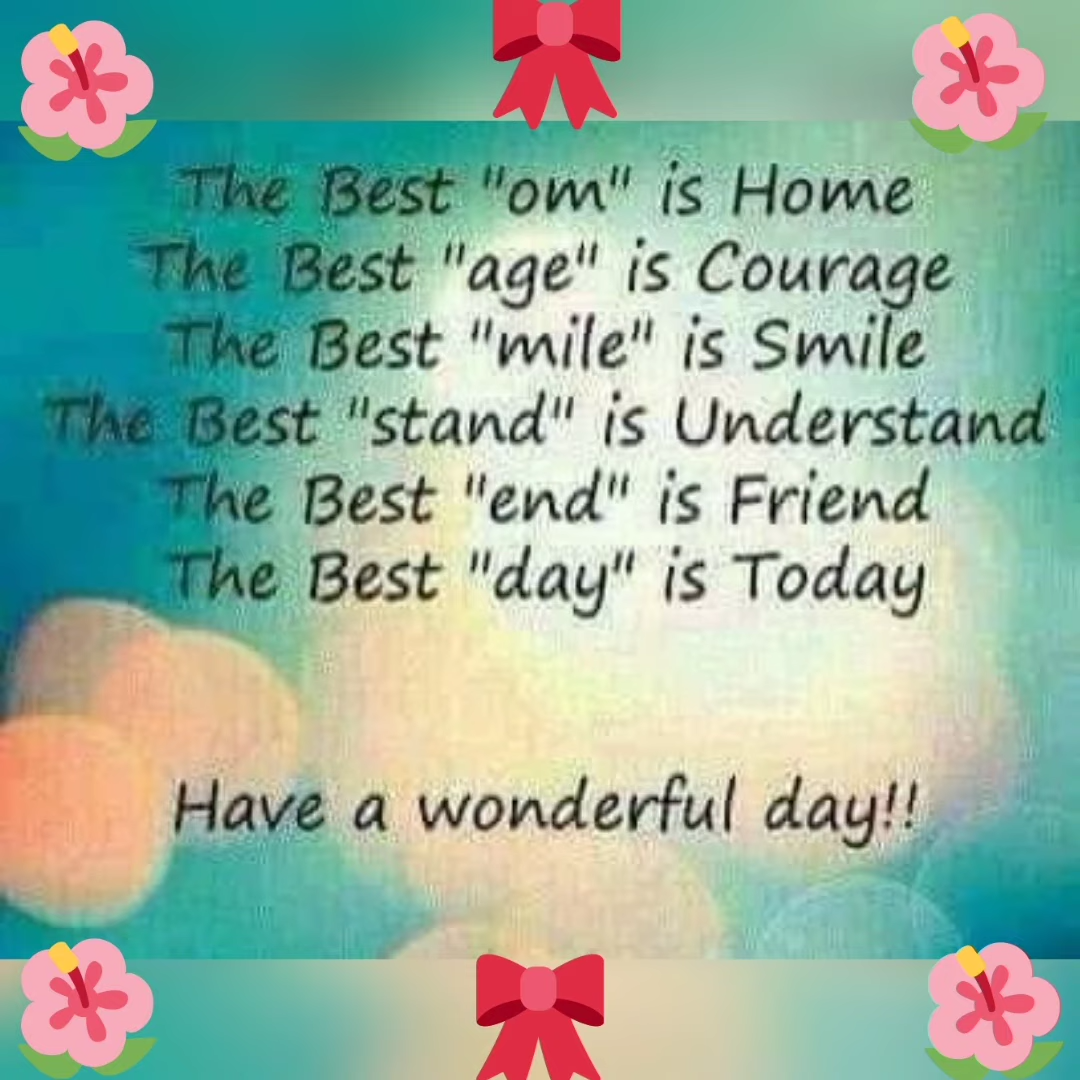 The Best "om" is Home
The Best "age" is Courage
The Best "mile" is Smile
The Best "stand" is Understand
The Best "end" is Friend
The Best "day" is Today
Have a wonderful day!!